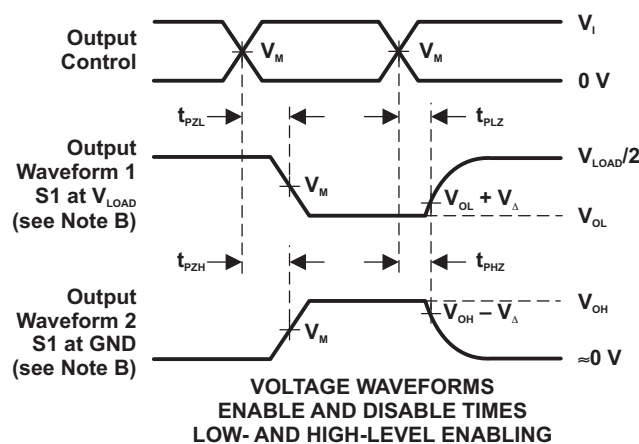 Output
Control
V_I
V_M
V_M
0 V
t_PZL
t_PLZ
Output
Waveform 1
S1 at V_LOAD
(see Note B)
V_LOAD/2
V_M
V_OL + V_Δ
V_OL
t_PZH
t_PHZ
Output
Waveform 2
S1 at GND
(see Note B)
V_OH
V_OH – V_Δ
V_M
≈0 V
VOLTAGE WAVEFORMS
ENABLE AND DISABLE TIMES
LOW- AND HIGH-LEVEL ENABLING